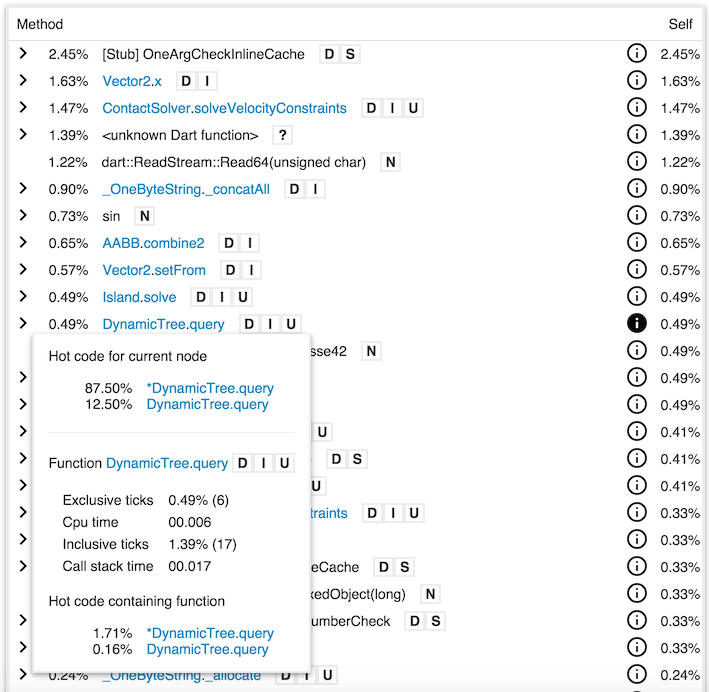 Method Self
2.45% [Stub] OneArgCheckInlineCache D S 2.45%
1.63% Vector2.x D I 1.63%
1.47% ContactSolver.solveVelocityConstraints D I U 1.47%
1.39% <unknown Dart function> ? 1.39%
1.22% dart::ReadStream::Read64(unsigned char) N 1.22%
0.90% _OneByteString._concatAll D I 0.90%
0.73% sin N 0.73%
0.65% AABB.combine2 D I 0.65%
0.57% Vector2.setFrom D I 0.57%
0.49% Island.solve D I U 0.49%
0.49% DynamicTree.query D I U 0.49%
sse42 N 0.49%
0.49%
0.49%
U 0.41%
D S 0.41%
U 0.41%
traints D I U 0.33%
0.33%
eCache D S 0.33%
xedObject(long) N 0.33%
umberCheck D S 0.33%
0.33%
0.24% _OneByteString._allocate D I U 0.24%
Hot code for current node
87.50% *DynamicTree.query
12.50% DynamicTree.query
Function DynamicTree.query D I U
Exclusive ticks 0.49% (6)
Cpu time 00.006
Inclusive ticks 1.39% (17)
Call stack time 00.017
Hot code containing function
1.71% *DynamicTree.query
0.16% DynamicTree.query